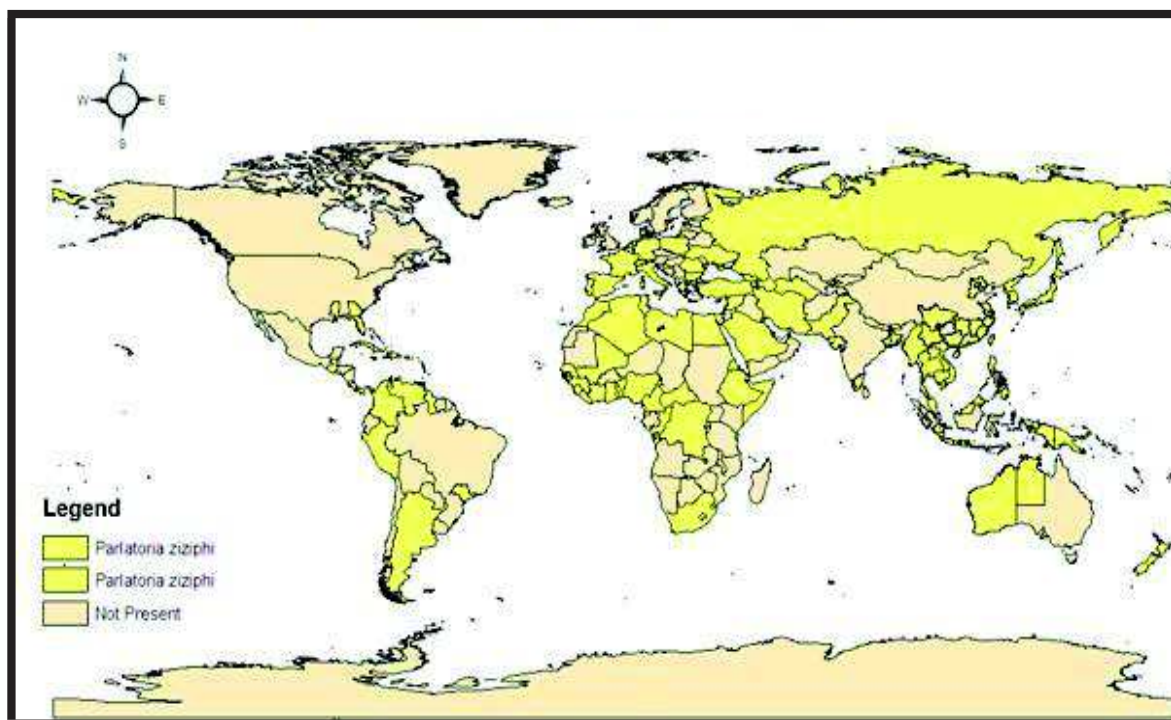 N
W E
S
Legend
Parlatoria ziziphi
Parlatoria ziziphi
Not Present